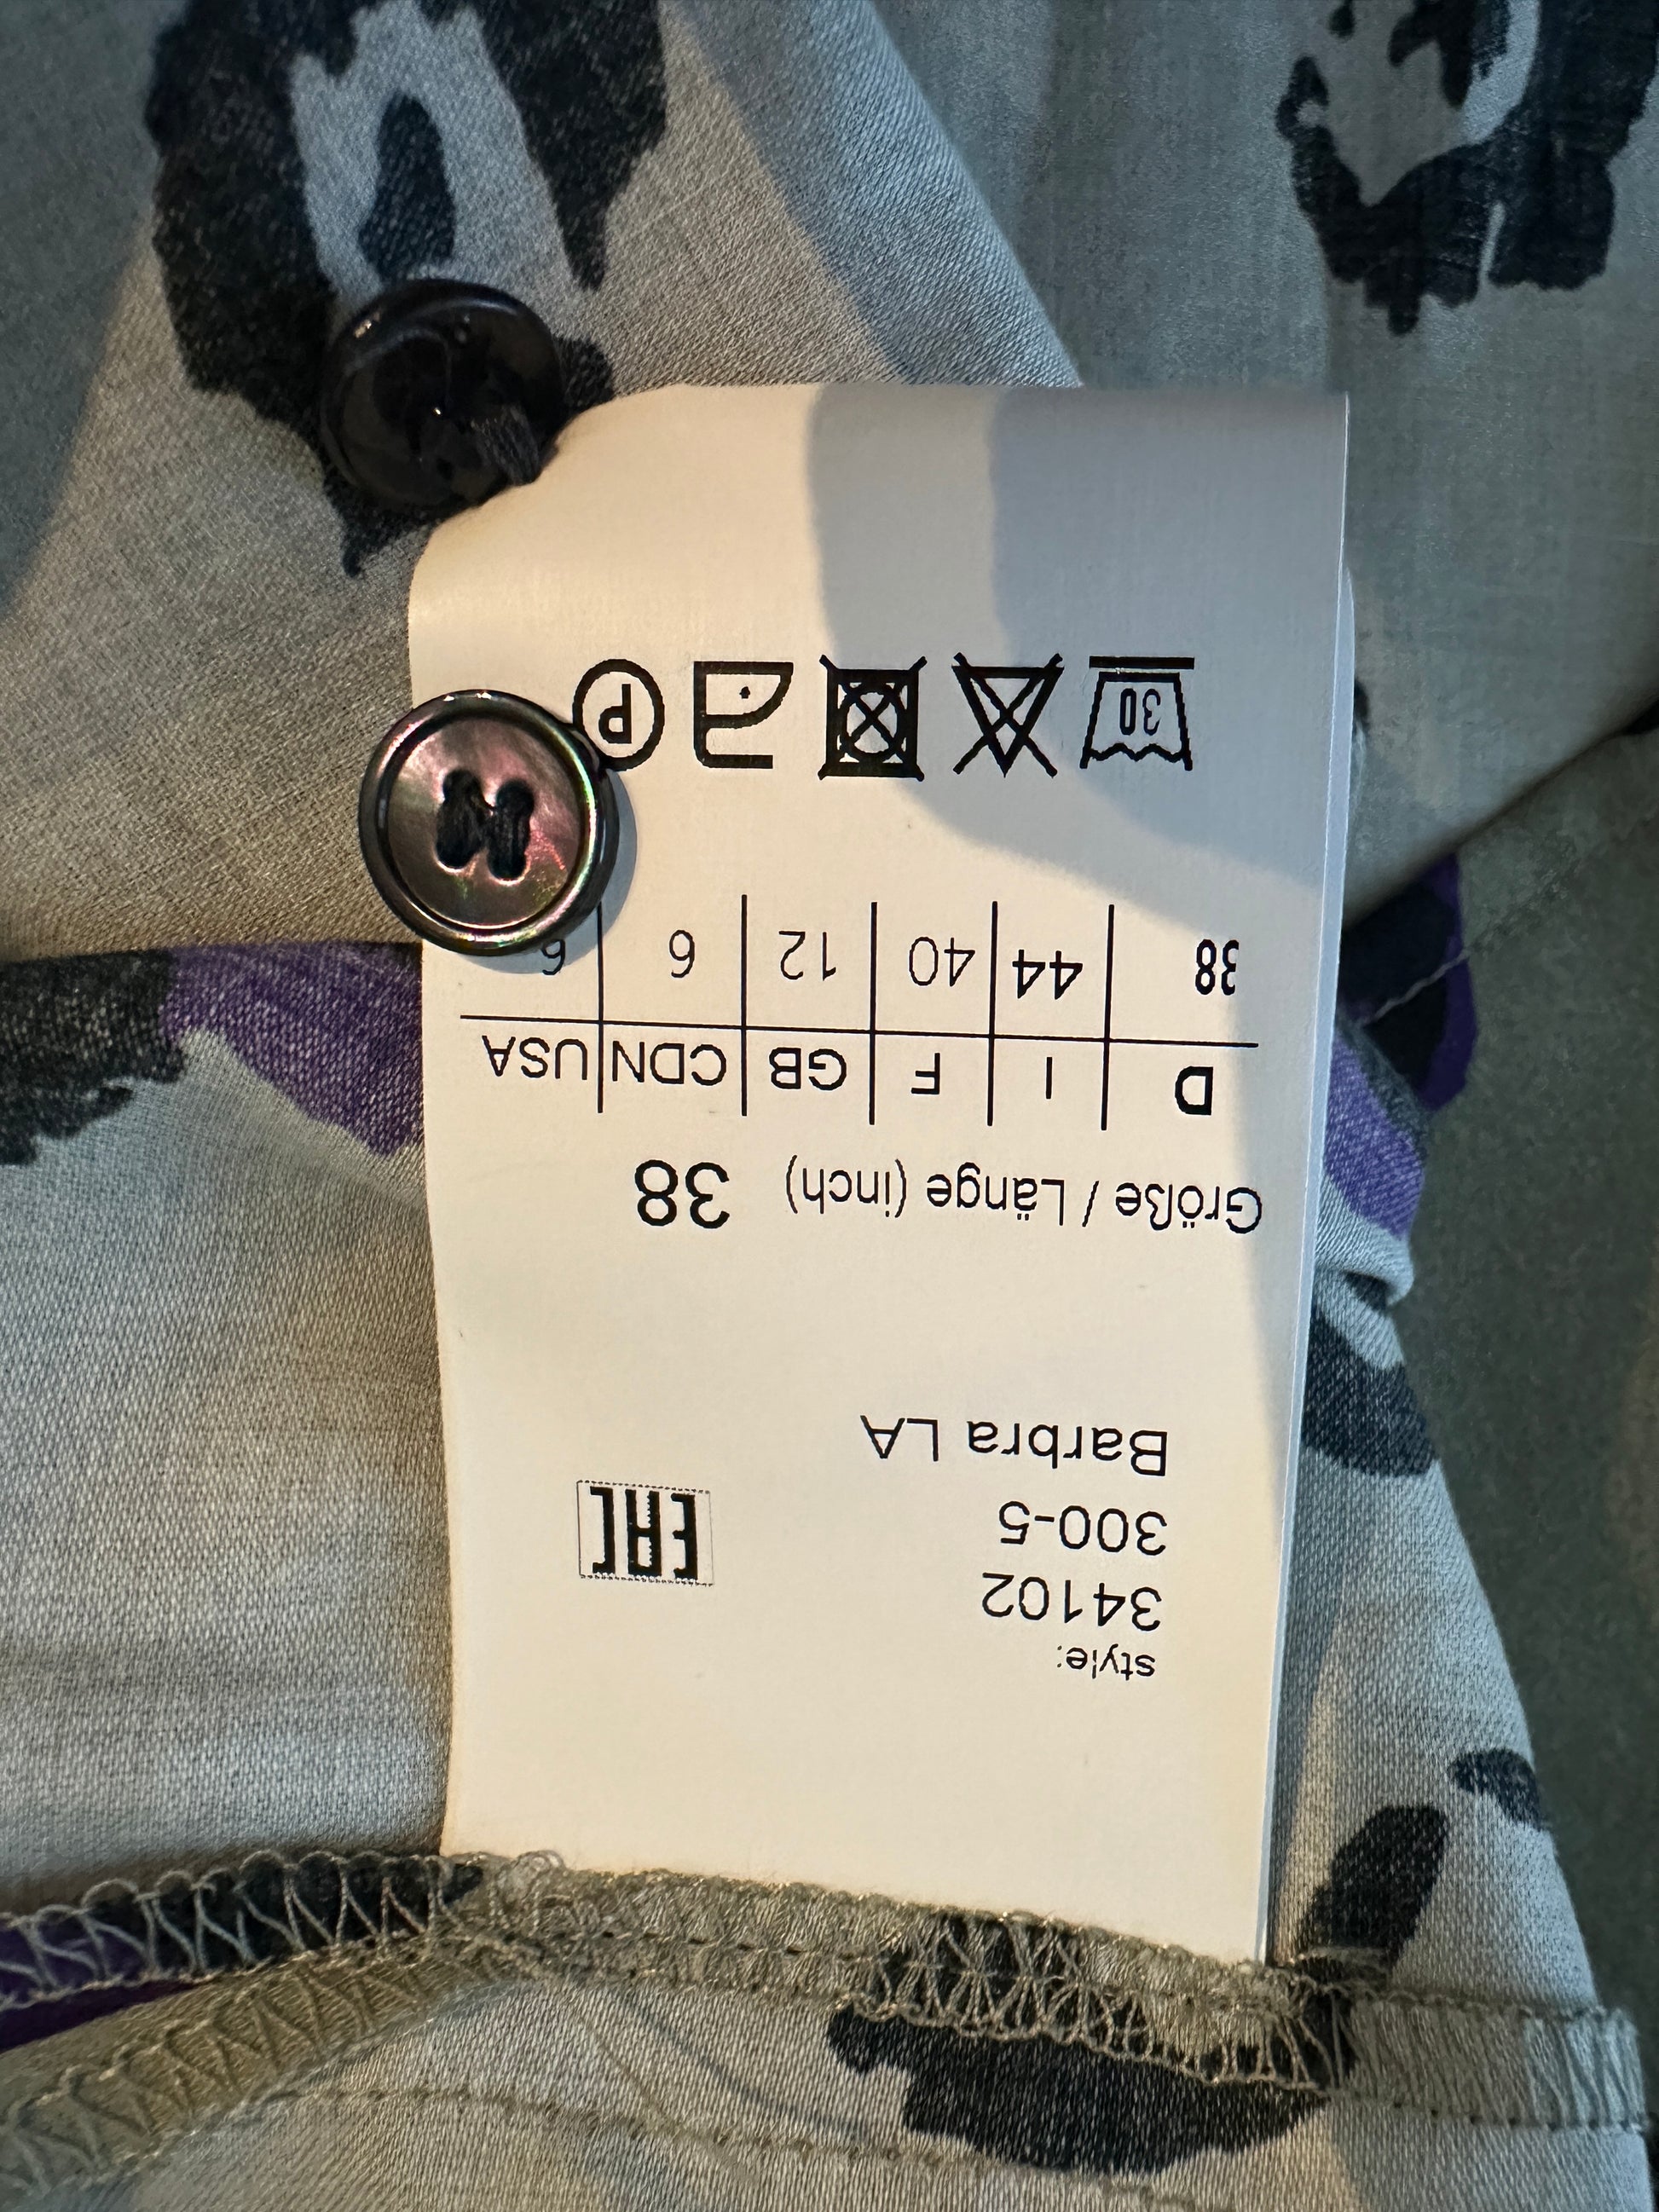 style:
34102
300-5
Barbra LA
EAC
Größe / Länge (inch) 38
D I F GB CDN USA
38 44 40 12 6 6
30 P